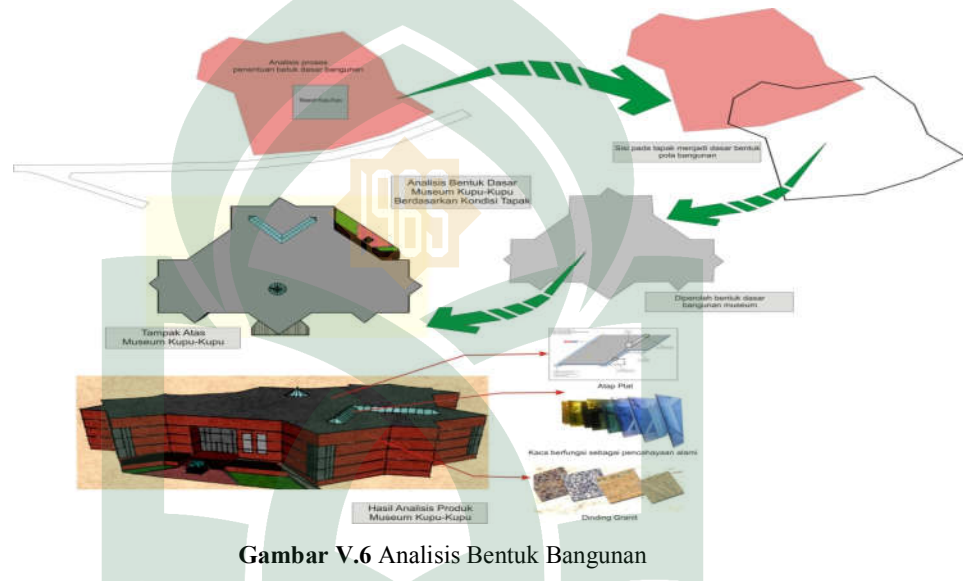 Analisis proses
penentuan batuk dasar bangunan
Sisi pada tapak menjadi dasar bentuk
pola bangunan
Analisis Bentuk Dasar
Museum Kupu-Kupu
Berdasarkan Kondisi Tapak
1965
Diperoleh bentuk dasar
bangunan museum
Tampak Atas
Museum Kupu-Kupu
Atap Plat
Kaca berfungsi sebagai pencahayaan alami
Dinding Granit
Hasil Analisis Produk
Museum Kupu-Kupu
Gambar V.6 Analisis Bentuk Bangunan